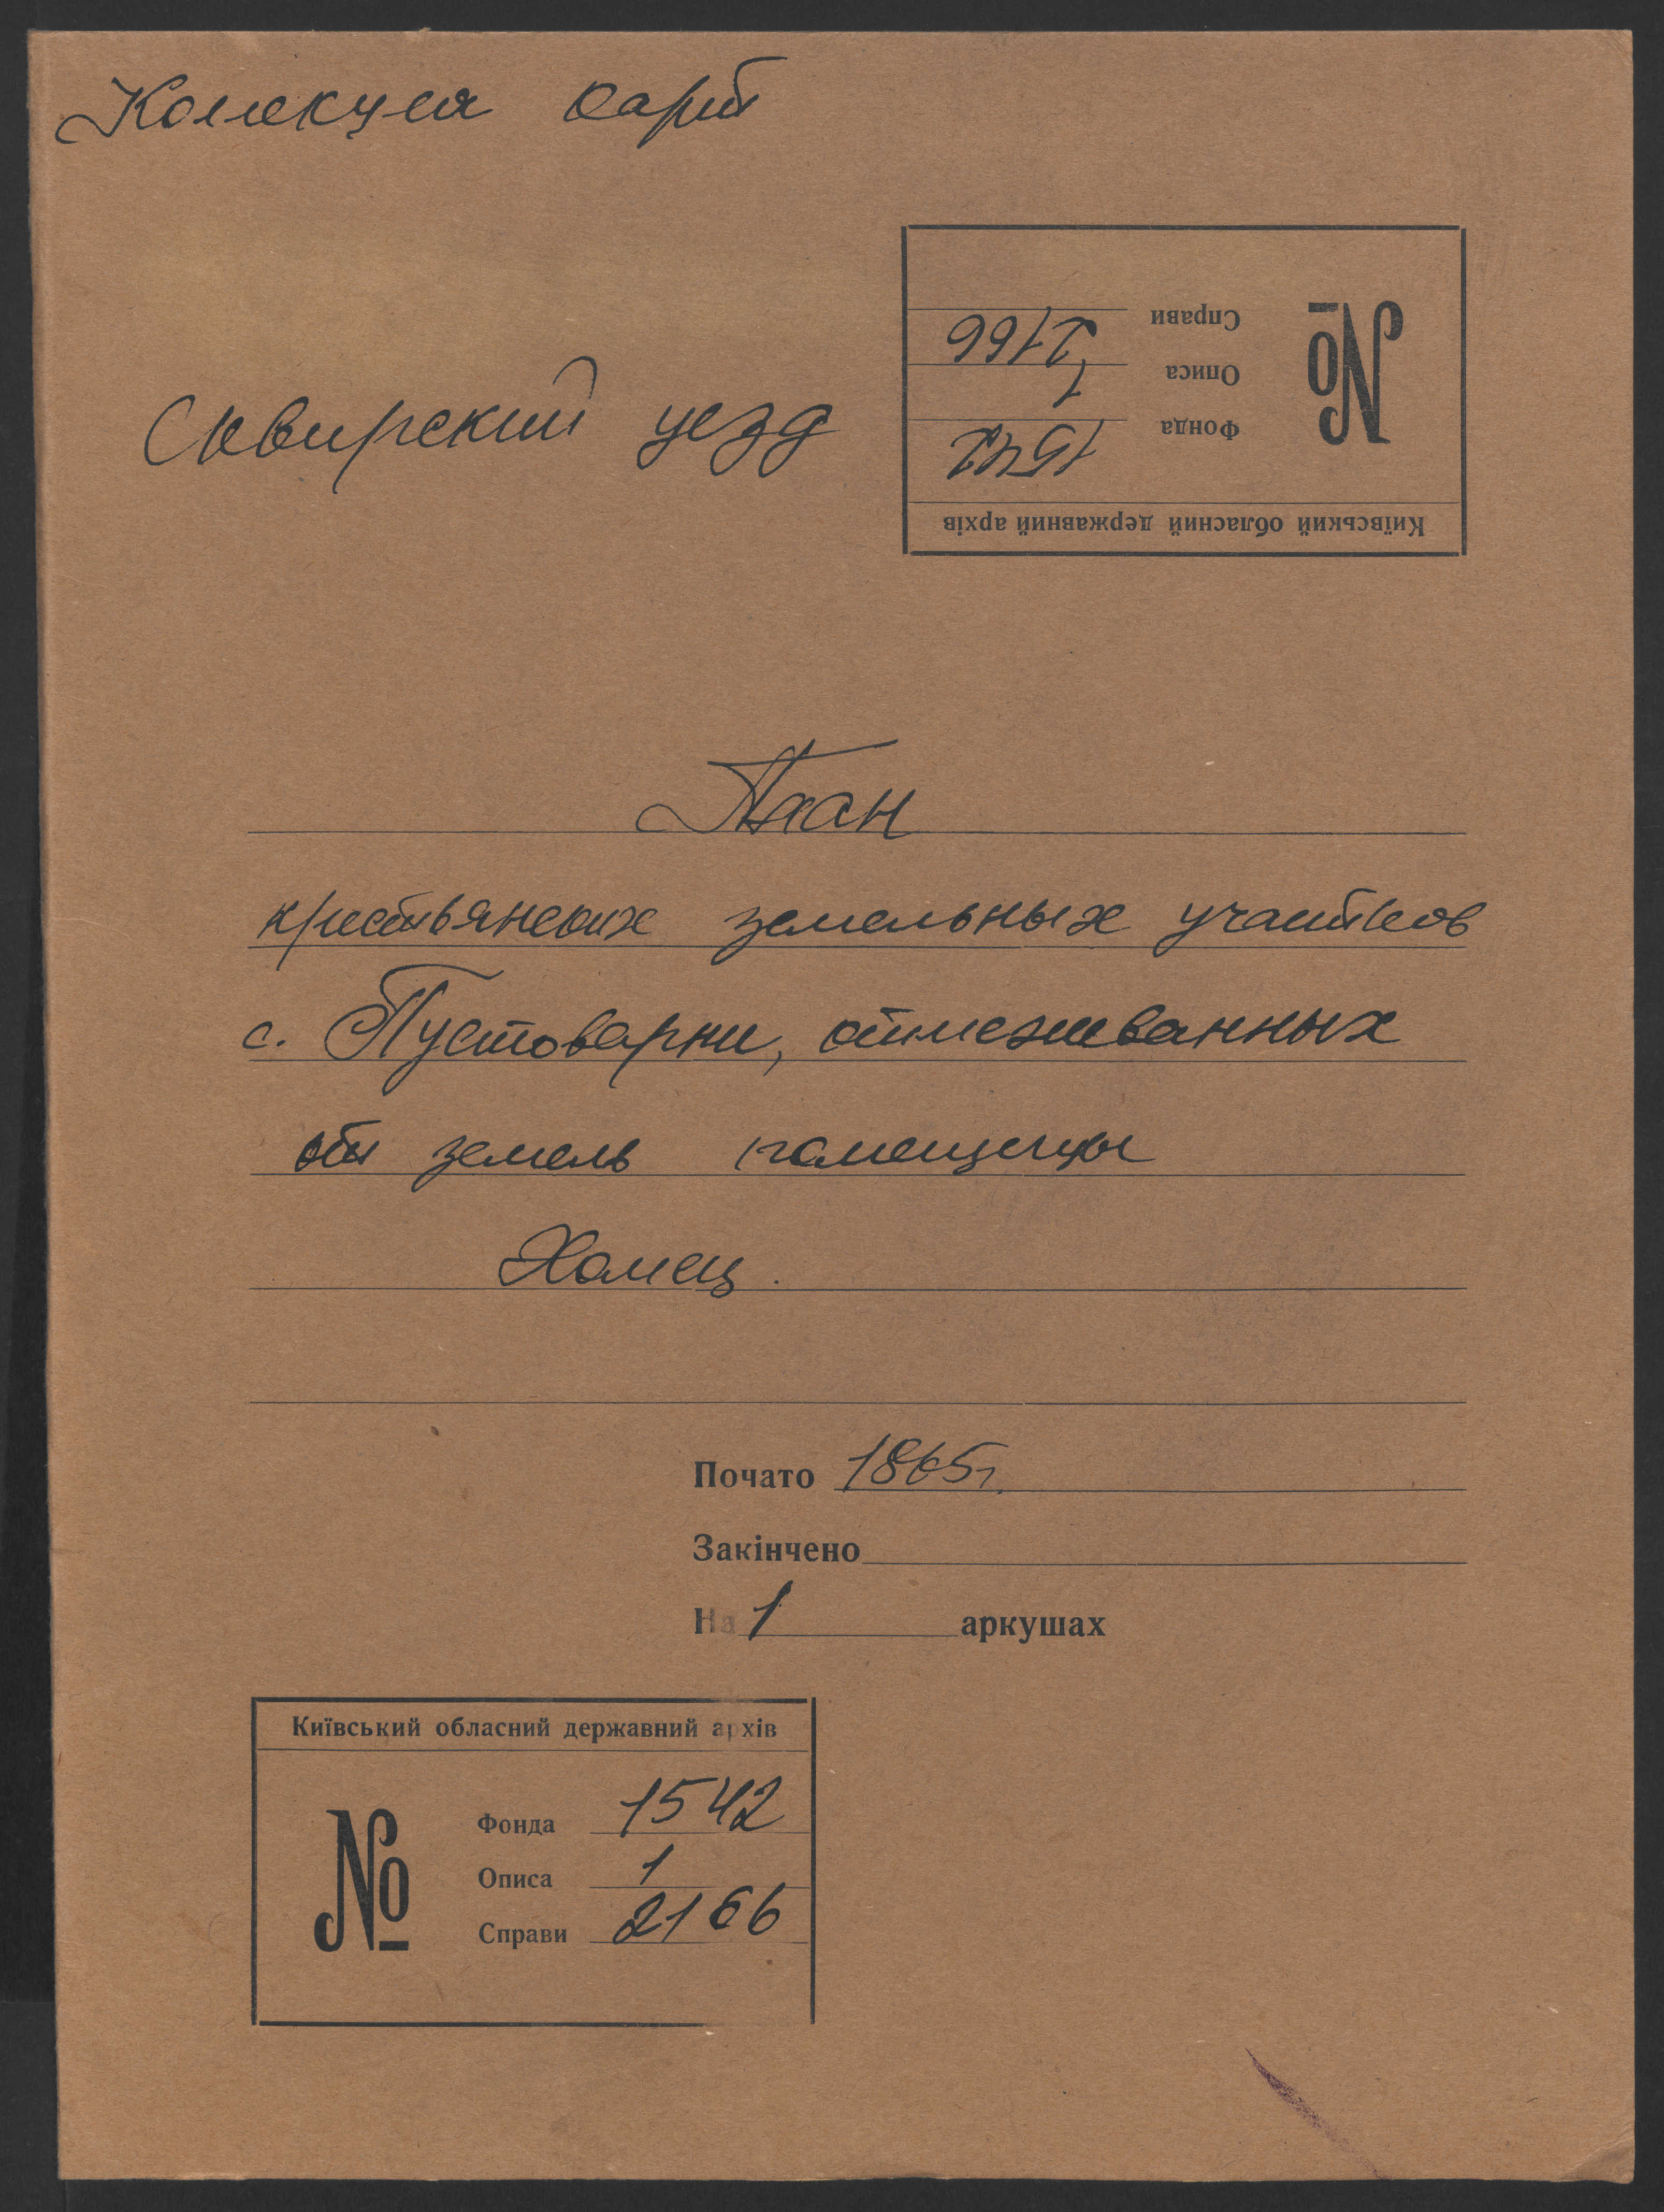 Коллекция карт
Справи 2166
Описа 1
Фонда 1542
№
Київський обласний державний архів
Сквирский уезд
План
крестьянских земельных участков
с. Пустоварни, отмежеванных
от земель помещицы
Хомец.
Почато 1865г.
Закінчено
На 1 аркушах
Київський обласний державний архів
№
Фонда 1542
Описа 1
Справи 2166